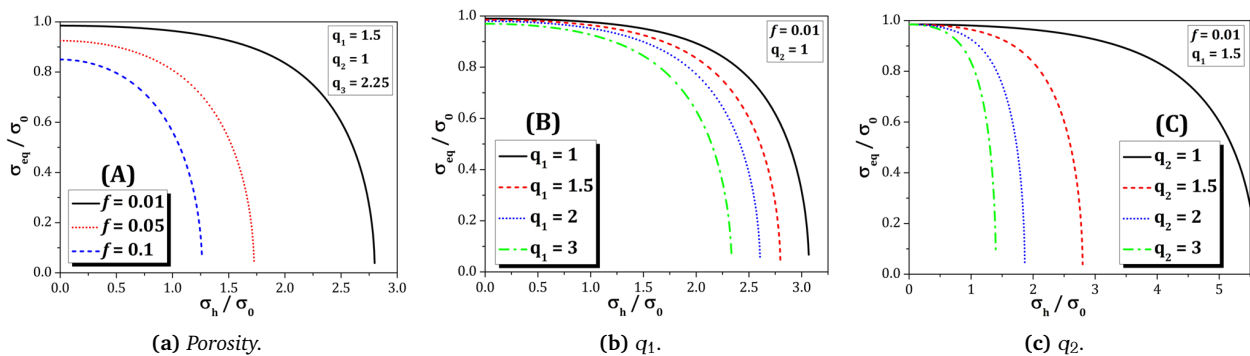 1.0
0.8
0.6
0.4
0.2
0.0
σeq / σ0
q1 = 1.5
q2 = 1
q3 = 2.25
(A)
f = 0.01
f = 0.05
f = 0.1
0.0 0.5 1.0 1.5 2.0 2.5 3.0
σh / σ0
(a) Porosity.
1.0
0.8
0.6
0.4
0.2
0.0
σeq / σ0
f = 0.01
q2 = 1
(B)
q1 = 1
q1 = 1.5
q1 = 2
q1 = 3
0.0 0.5 1.0 1.5 2.0 2.5 3.0
σh / σ0
(b) q1.
1.0
0.8
0.6
0.4
0.2
0.0
σeq / σ0
f = 0.01
q1 = 1.5
(C)
q2 = 1
q2 = 1.5
q2 = 2
q2 = 3
0 1 2 3 4 5
σh / σ0
(c) q2.